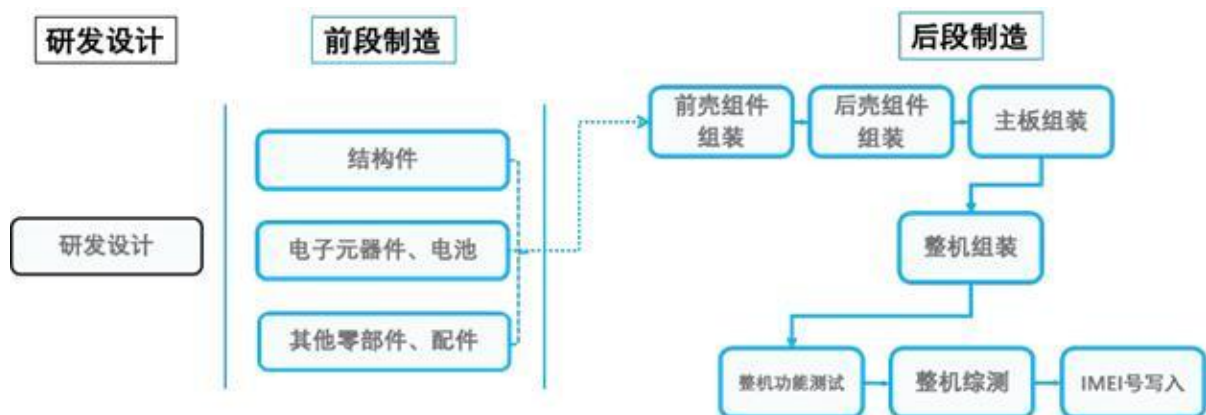 研发设计
前段制造
后段制造
研发设计
结构件
电子元器件、电池
其他零部件、配件
前壳组件
组装
后壳组件
组装
主板组装
整机组装
整机功能测试
整机综测
IMEI号写入